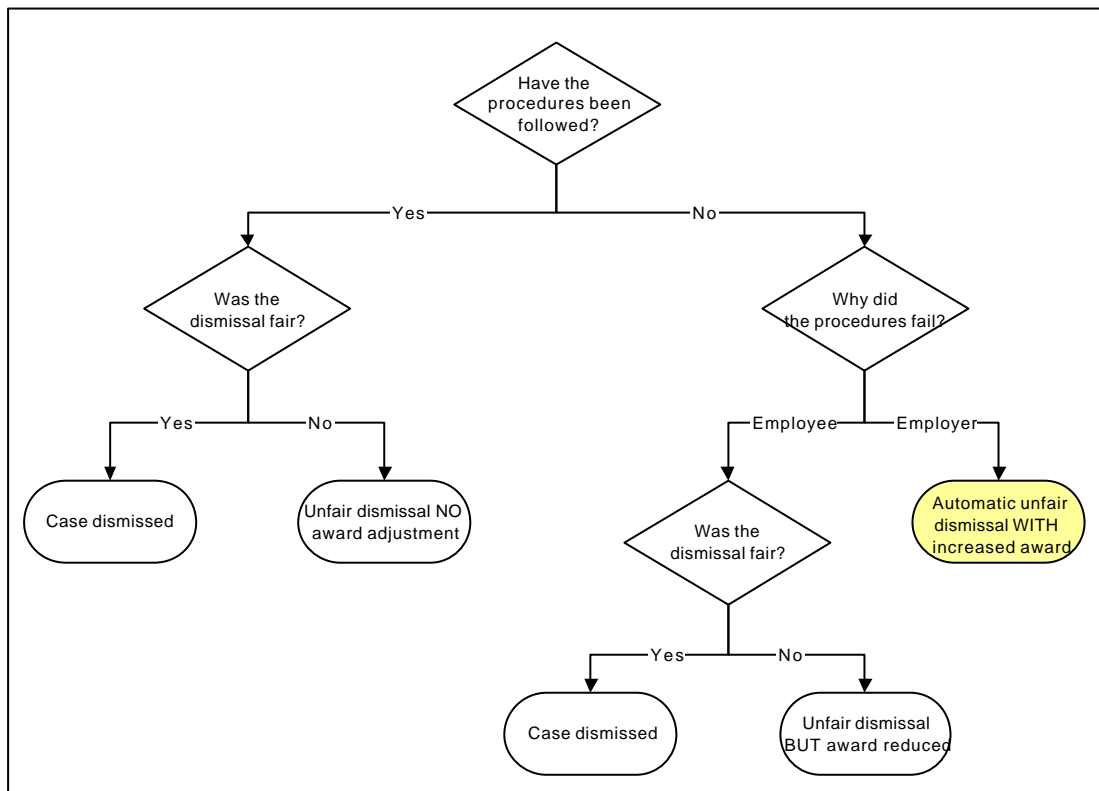 Have the
procedures been
followed?
Yes
No
Was the
dismissal fair?
Why did
the procedures fail?
Yes
No
Employee
Employer
Case dismissed
Unfair dismissal NO
award adjustment
Was the
dismissal fair?
Automatic unfair
dismissal WITH
increased award
Yes
No
Case dismissed
Unfair dismissal
BUT award reduced